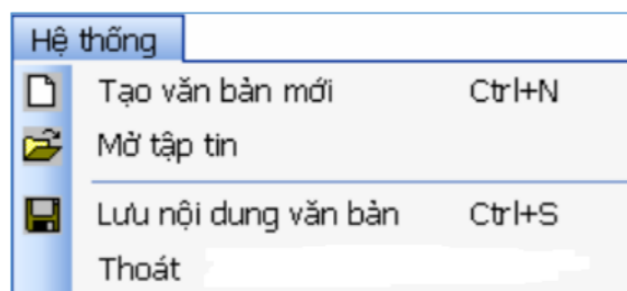 Hệ thống
Tạo văn bản mới Ctrl+N
Mở tập tin
Lưu nội dung văn bản Ctrl+S
Thoát